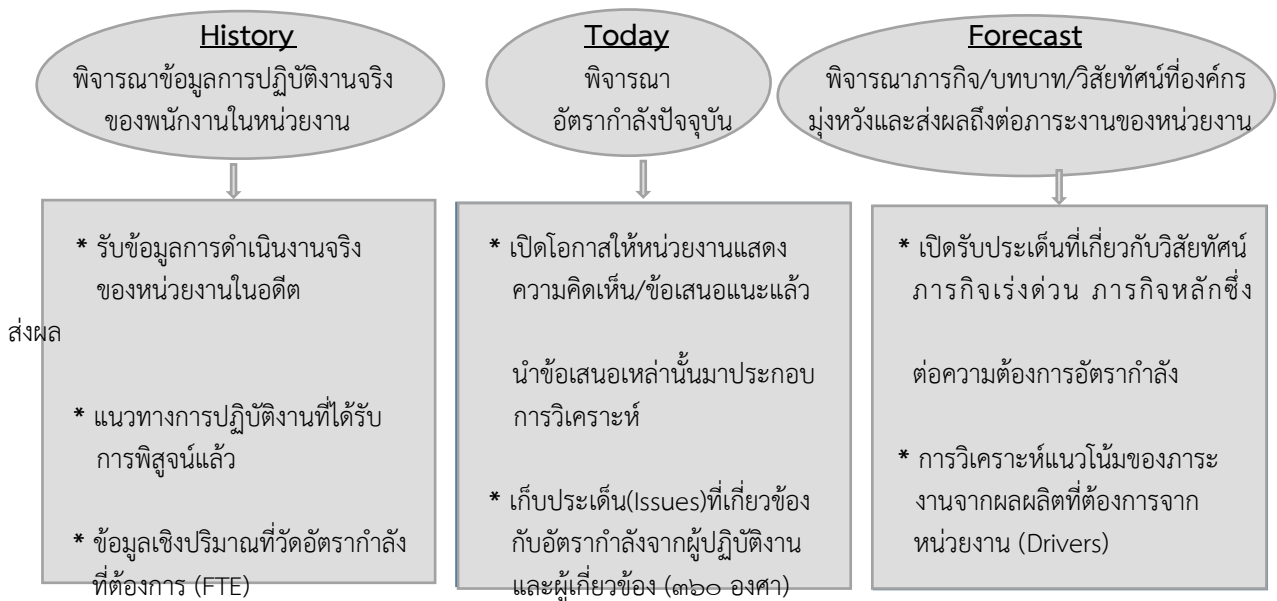 History
พิจารณาข้อมูลการปฏิบัติงานจริง
ของพนักงานในหน่วยงาน
Today
พิจารณา
อัตรากำลังปัจจุบัน
Forecast
พิจารณาภารกิจ/บทบาท/วิสัยทัศน์ที่องค์กร
มุ่งหวังและส่งผลถึงต่อภาระงานของหน่วยงาน
* รับข้อมูลการดำเนินงานจริง
ของหน่วยงานในอดีต
ส่งผล
* แนวทางการปฏิบัติงานที่ได้รับ
การพิสูจน์แล้ว
* ข้อมูลเชิงปริมาณที่วัดอัตรากำลัง
ที่ต้องการ (FTE)
* เปิดโอกาสให้หน่วยงานแสดง
ความคิดเห็น/ข้อเสนอแนะแล้ว
นำข้อเสนอเหล่านั้นมาประกอบ
การวิเคราะห์
* เก็บประเด็น(Issues)ที่เกี่ยวข้อง
กับอัตรากำลังจากผู้ปฏิบัติงาน
และผู้เกี่ยวข้อง (๓๖๐ องศา)
* เปิดรับประเด็นที่เกี่ยวกับวิสัยทัศน์
ภารกิจเร่งด่วน ภารกิจหลักซึ่ง
ต่อความต้องการอัตรากำลัง
* การวิเคราะห์แนวโน้มของภาระ
งานจากผลผลิตที่ต้องการจาก
หน่วยงาน (Drivers)